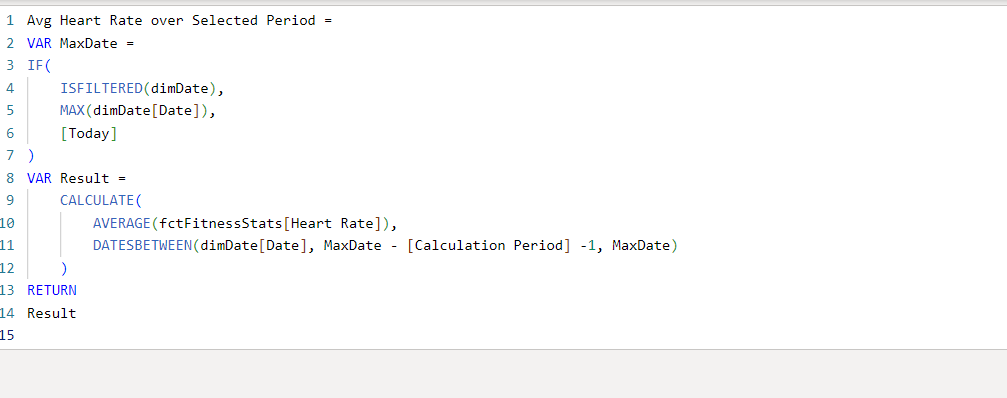 1 Avg Heart Rate over Selected Period =
2 VAR MaxDate =
3 IF(
4     ISFILTERED(dimDate),
5     MAX(dimDate[Date]),
6     [Today]
7 )
8 VAR Result =
9     CALCULATE(
10         AVERAGE(fctFitnessStats[Heart Rate]),
11         DATESBETWEEN(dimDate[Date], MaxDate - [Calculation Period] -1, MaxDate)
12     )
13 RETURN
14 Result
15